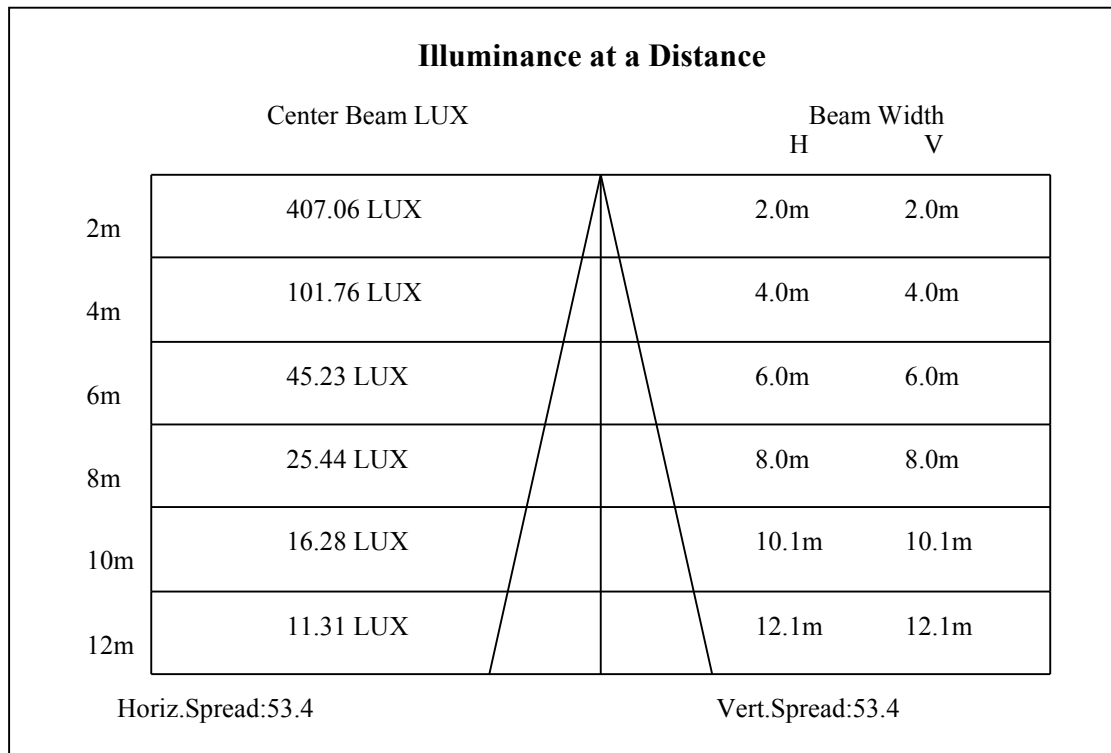 Illuminance at a Distance
Center Beam LUX Beam Width
H V
2m 407.06 LUX 2.0m 2.0m
4m 101.76 LUX 4.0m 4.0m
6m 45.23 LUX 6.0m 6.0m
8m 25.44 LUX 8.0m 8.0m
10m 16.28 LUX 10.1m 10.1m
12m 11.31 LUX 12.1m 12.1m
Horiz.Spread:53.4 Vert.Spread:53.4